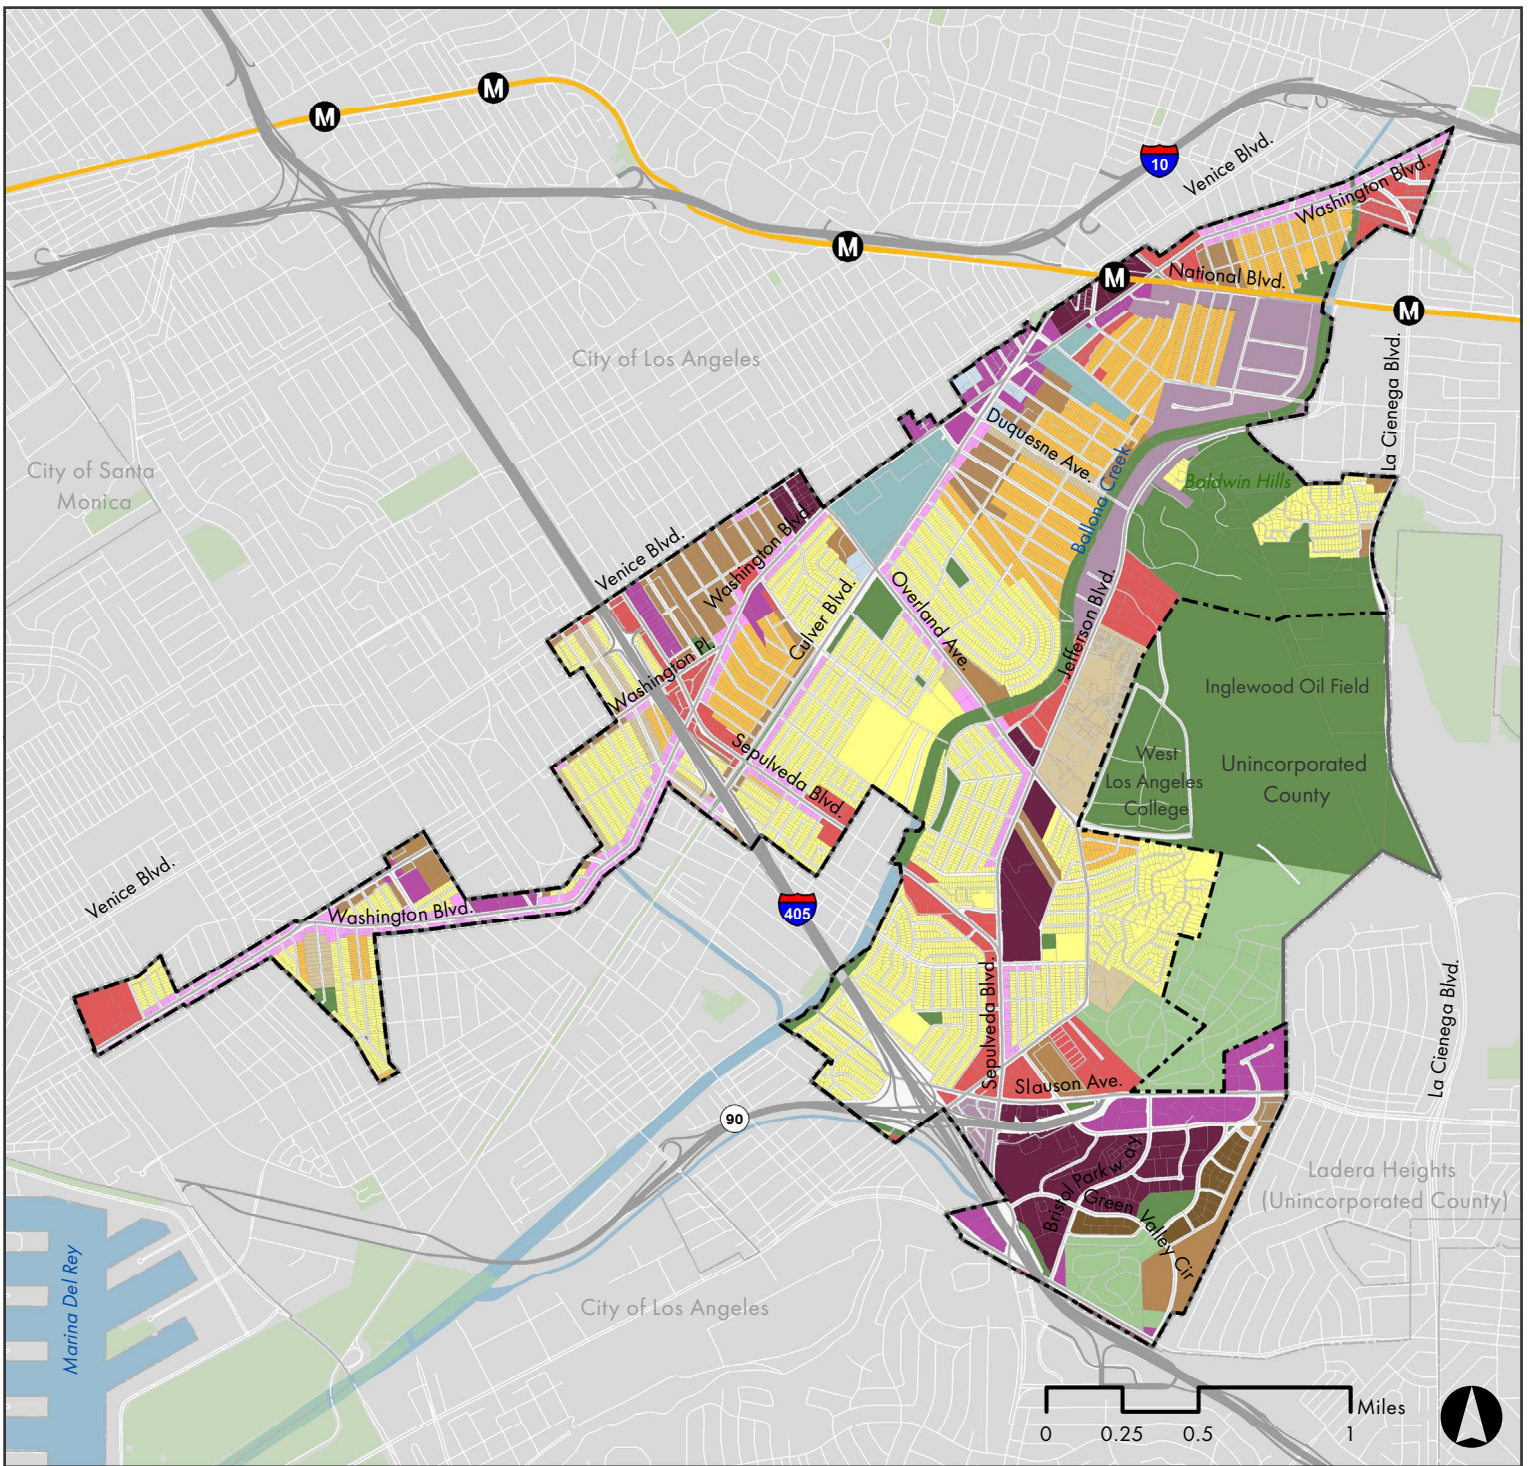 M
M
10
Venice Blvd.
Washington Blvd.
M
M
National Blvd.
M
City of Los Angeles
La Cienega Blvd.
City of Santa
Monica
Duquesne Ave.
Ballona Creek
Baldwin Hills
Venice Blvd.
Washington Blvd.
Culver Blvd.
Overland Ave.
Jefferson Blvd.
Washington Pl.
Inglewood Oil Field
Sepulveda Blvd.
West
Los Angeles
College
Unincorporated
County
Venice Blvd.
Washington Blvd.
405
Sepulveda Blvd.
La Cienega Blvd.
Slauson Ave.
90
Bristol Parkway
Green Valley Cir
Ladera Heights
(Unincorporated County)
Marina Del Rey
City of Los Angeles
Miles
0 0.25 0.5 1